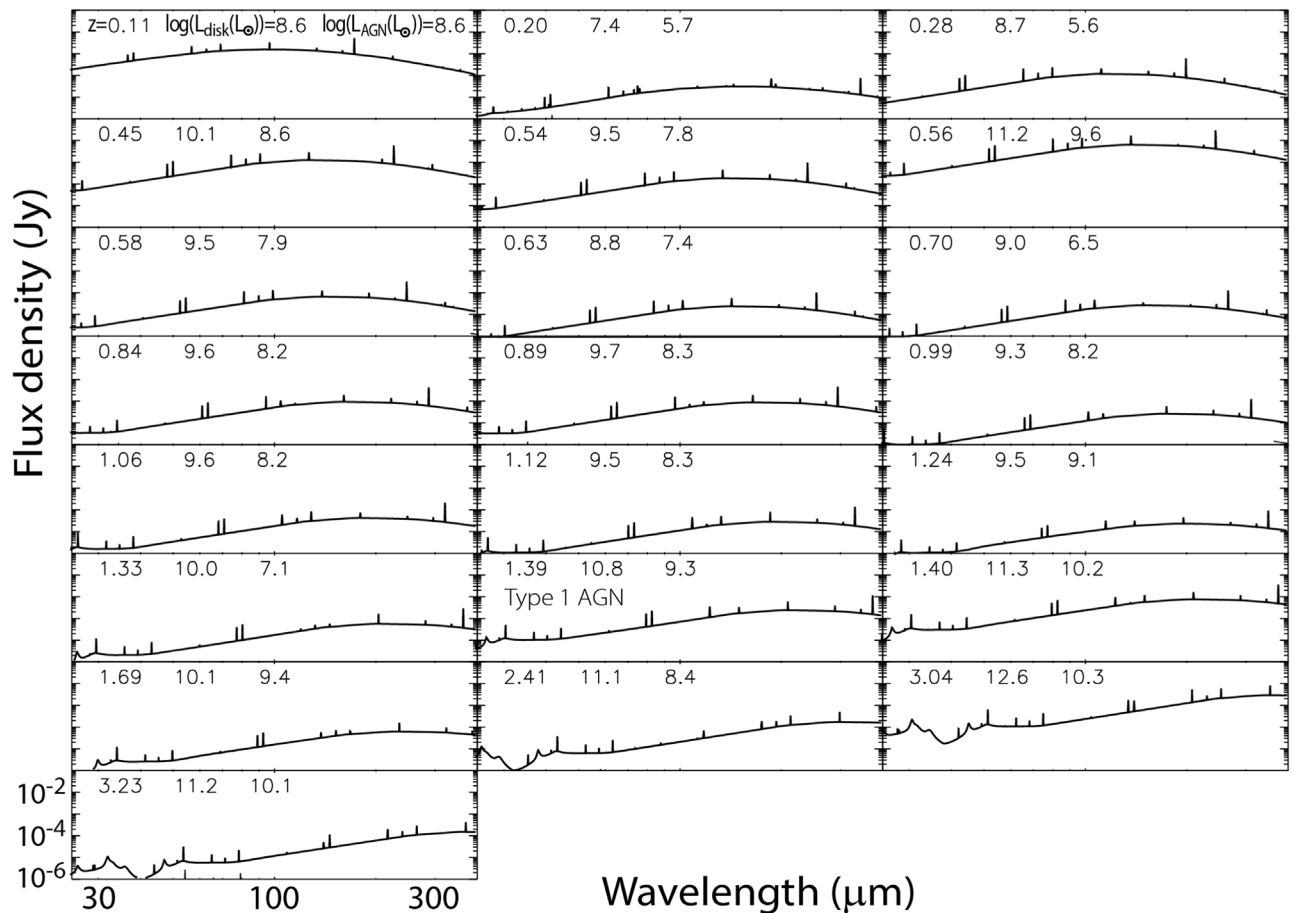 z=0.11 log(L_disk(L_⊙))=8.6 log(L_AGN(L_⊙))=8.6
0.20 7.4 5.7
0.28 8.7 5.6
0.45 10.1 8.6
0.54 9.5 7.8
0.56 11.2 9.6
0.58 9.5 7.9
0.63 8.8 7.4
0.70 9.0 6.5
0.84 9.6 8.2
0.89 9.7 8.3
0.99 9.3 8.2
1.06 9.6 8.2
1.12 9.5 8.3
1.24 9.5 9.1
1.33 10.0 7.1
1.39 10.8 9.3
Type 1 AGN
1.40 11.3 10.2
1.69 10.1 9.4
2.41 11.1 8.4
3.04 12.6 10.3
3.23 11.2 10.1
Flux density (Jy)
10^-2
10^-4
10^-6
30 100 300
Wavelength (μm)